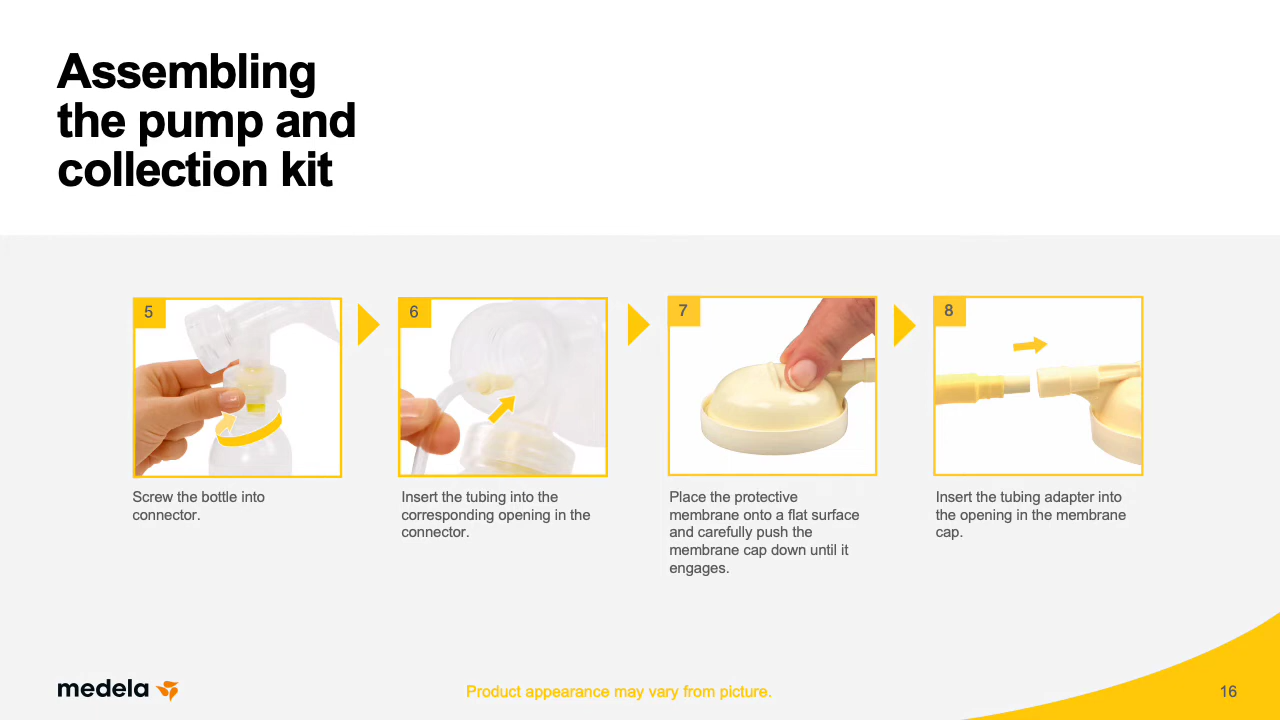 Assembling
the pump and
collection kit
5
6
7
8
Screw the bottle into
connector.
Insert the tubing into the
corresponding opening in the
connector.
Place the protective
membrane onto a flat surface
and carefully push the
membrane cap down until it
engages.
Insert the tubing adapter into
the opening in the membrane
cap.
medela
Product appearance may vary from picture.
16